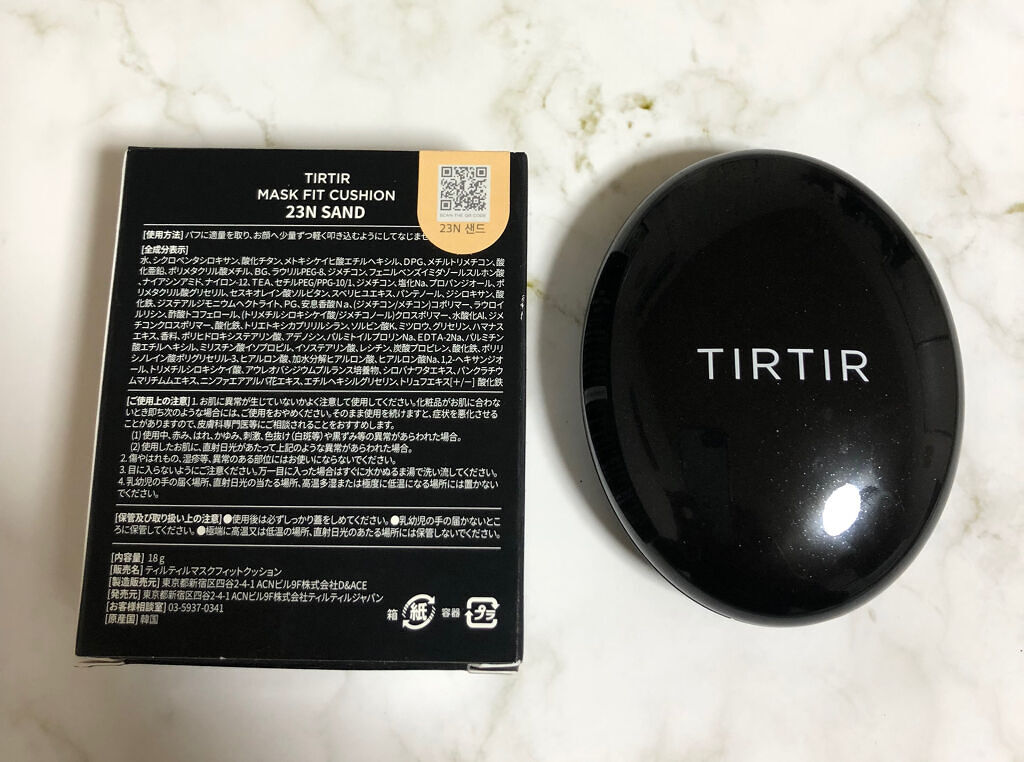 TIRTIR
MASK FIT CUSHION
23N SAND
SCAN THE QR CODE
23N 샌드
[使用方法] パフに適量を取り、お顔へ少量ずつ軽く叩き込むようにしてなじませ
[全成分表示]
水、シクロペンタシロキサン、酸化チタン、メトキシケイヒ酸エチルヘキシル、DPG、メチルトリメチコン、酸
化亜鉛、ポリメタクリル酸メチル、BG、ラウリルPEG-8、ジメチコン、フェニルベンズイミダゾールスルホン酸
、ナイアシンアミド、ナイロン-12、TEA、セチルPEG/PPG-10/1、ジメチコン、塩化Na、プロパンジオール、ポ
リメタクリル酸グリセリル、セスキオレイン酸ソルビタン、スベリヒユエキス、パンテノール、ジシロキサン、酸
化鉄、ジステアルジモニウムヘクトライト、PG、安息香酸Na、(ジメチコン/メチコン)コポリマー、ラウロイ
ルリシン、酢酸トコフェロール、(トリメチルシロキシケイ酸/ジメチコノール)クロスポリマー、水酸化Al、ジメ
チコンクロスポリマー、酸化鉄、トリエトキシカプリリルシラン、ソルビン酸K、ミツロウ、グリセリン、ハマナス
エキス、香料、ポリヒドロキシステアリン酸、アデノシン、パルミトイルプロリンNa、EDTA-2Na、パルミチン
酸エチルヘキシル、ミリスチン酸イソプロピル、イソステアリン酸、レシチン、炭酸プロピレン、酸化鉄、ポリリ
シノレイン酸ポリグリセリル-3、ヒアルロン酸、加水分解ヒアルロン酸、ヒアルロン酸Na、1,2-ヘキサンジオ
ール、トリメチルシロキシケイ酸、アウレオバシジウムプルランス培養物、シロバナワタエキス、パンクラチウ
ムマリチムムエキス、ニンファエアアルバ花エキス、エチルヘキシルグリセリン、トリュフエキス[+/-] 酸化鉄
[ご使用上の注意] 1. お肌に異常が生じていないかよく注意して使用してください。化粧品がお肌に合わ
ないとき即ち次のような場合には、ご使用をおやめください。そのまま使用を続けますと、症状を悪化させる
ことがありますので、皮膚科専門医等にご相談されることをおすすめします。
(1) 使用中、赤み、はれ、かゆみ、刺激、色抜け(白斑等)や黒ずみ等の異常があらわれた場合。
(2) 使用したお肌に、直射日光があたって上記のような異常があらわれた場合。
2. 傷やはれもの、湿疹等、異常のある部位にはお使いにならないでください。
3. 目に入らないようにご注意ください。万一目に入った場合はすぐに水かぬるま湯で洗い流してください。
4. 乳幼児の手の届く場所、直射日光の当たる場所、高温多湿または極度に低温になる場所には置かない
でください。
[保管及び取り扱い上の注意] ●使用後は必ずしっかり蓋をしめてください。●乳幼児の手の届かないとこ
ろに保管してください。●極端に高温又は低温の場所、直射日光のあたる場所には保管しないでください。
[内容量] 18 g
[販売名] ティルティルマスクフィットクッション
[製造販売元] 東京都新宿区四谷2-4-1 ACNビル9F株式会社D&ACE
[発売元] 東京都新宿区四谷2-4-1 ACNビル9F株式会社ティルティルジャパン
[お客様相談室] 03-5937-0341
[原産国] 韓国
箱 紙 容器 プラ
TIRTIR